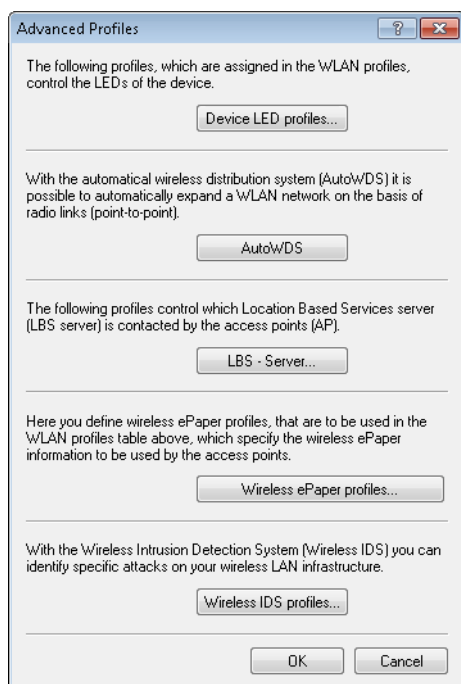 Advanced Profiles
The following profiles, which are assigned in the WLAN profiles,
control the LEDs of the device.
Device LED profiles...
With the automatical wireless distribution system (AutoWDS) it is
possible to automatically expand a WLAN network on the basis of
radio links (point-to-point).
AutoWDS
The following profiles control which Location Based Services server
(LBS server) is contacted by the access points (AP).
LBS - Server...
Here you define wireless ePaper profiles, that are to be used in the
WLAN profiles table above, which specify the wireless ePaper
information to be used by the access points.
Wireless ePaper profiles...
With the Wireless Intrusion Detection System (Wireless IDS) you can
identify specific attacks on your wireless LAN infrastructure.
Wireless IDS profiles...
OK Cancel